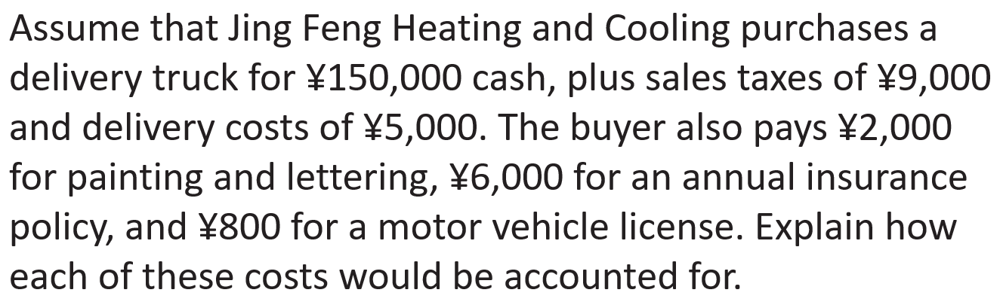 Assume that Jing Feng Heating and Cooling purchases a
delivery truck for ¥150,000 cash, plus sales taxes of ¥9,000
and delivery costs of ¥5,000. The buyer also pays ¥2,000
for painting and lettering, ¥6,000 for an annual insurance
policy, and ¥800 for a motor vehicle license. Explain how
each of these costs would be accounted for.